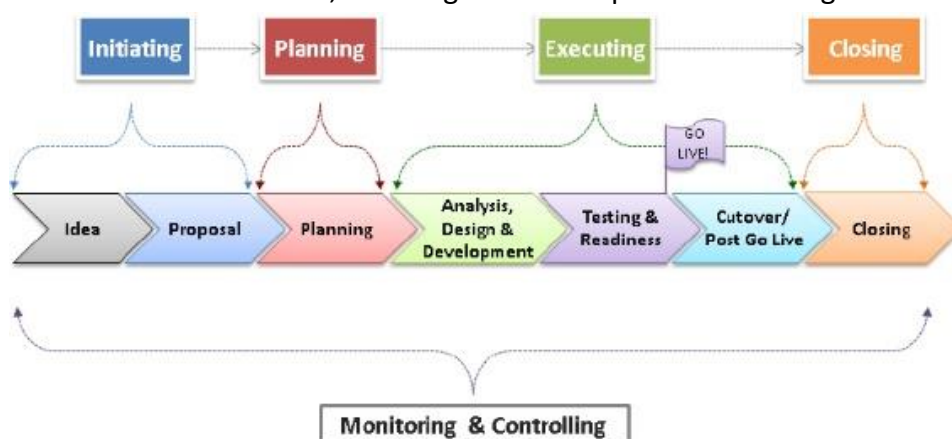 Initiating
Planning
Executing
Closing
GO
LIVE!
Idea
Proposal
Planning
Analysis,
Design &
Development
Testing &
Readiness
Cutover/
Post Go Live
Closing
Monitoring & Controlling